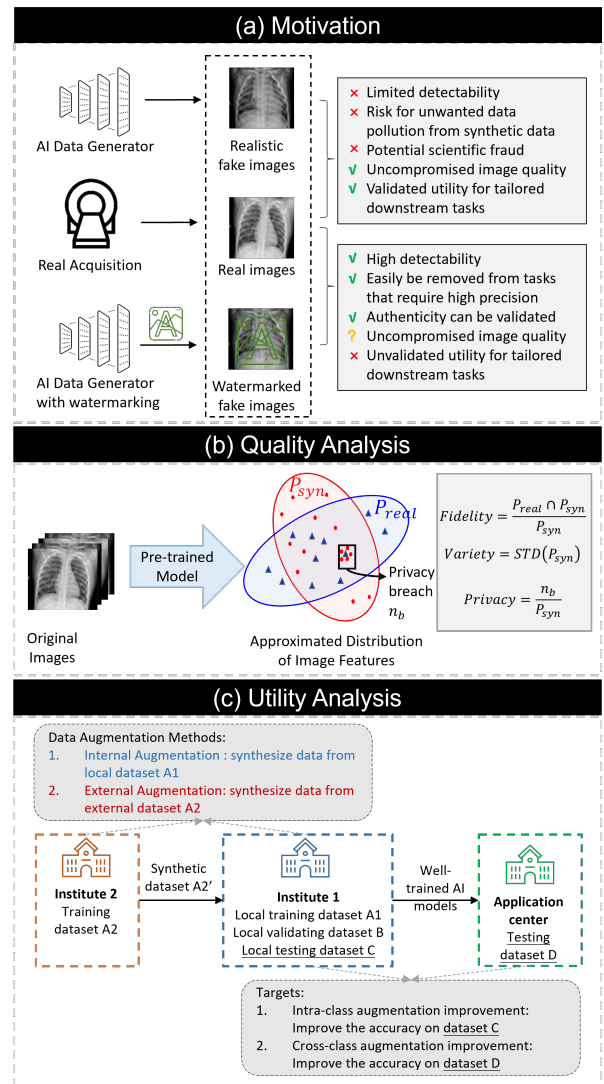 (a) Motivation
AI Data Generator
Realistic
fake images
× Limited detectability
× Risk for unwanted data
pollution from synthetic data
× Potential scientific fraud
√ Uncompromised image quality
√ Validated utility for tailored
downstream tasks
Real Acquisition
Real images
√ High detectability
√ Easily be removed from tasks
that require high precision
√ Authenticity can be validated
? Uncompromised image quality
× Unvalidated utility for tailored
downstream tasks
A
A
AI Data Generator
with watermarking
Watermarked
fake images
(b) Quality Analysis
Original
Images
Pre-trained
Model
P_syn
P_real
Privacy
breach
n_b
Approximated Distribution
of Image Features
Fidelity = (P_real ∩ P_syn) / P_syn
Variety = STD(P_syn)
Privacy = n_b / P_syn
(c) Utility Analysis
Data Augmentation Methods:
1. Internal Augmentation : synthesize data from
local dataset A1
2. External Augmentation: synthesize data from
external dataset A2
Institute 2
Training
dataset A2
Synthetic
dataset A2’
Institute 1
Local training dataset A1
Local validating dataset B
Local testing dataset C
Well-
trained AI
models
Application
center
Testing
dataset D
Targets:
1. Intra-class augmentation improvement:
Improve the accuracy on dataset C
2. Cross-class augmentation improvement:
Improve the accuracy on dataset D